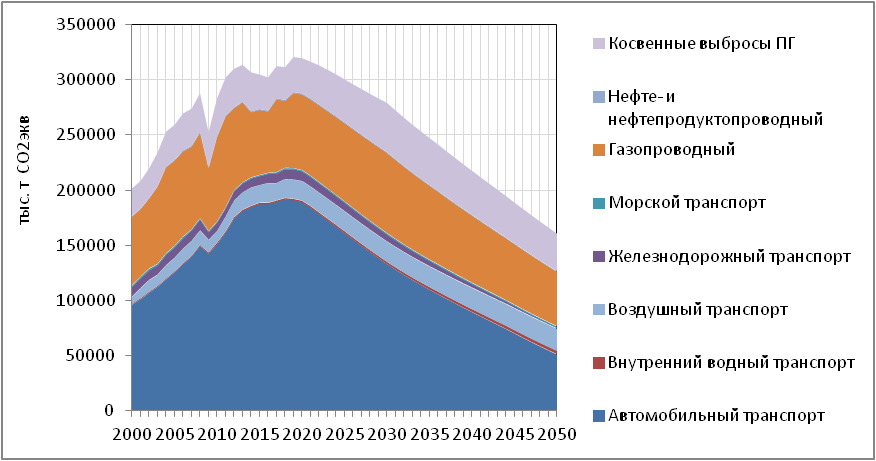 тыс. т СО2экв
350000
300000
250000
200000
150000
100000
50000
0
2000 2005 2010 2015 2020 2025 2030 2035 2040 2045 2050
Косвенные выбросы ПГ
Нефте- и
нефтепродуктопроводный
Газопроводный
Морской транспорт
Железнодорожный транспорт
Воздушный транспорт
Внутренний водный транспорт
Автомобильный транспорт